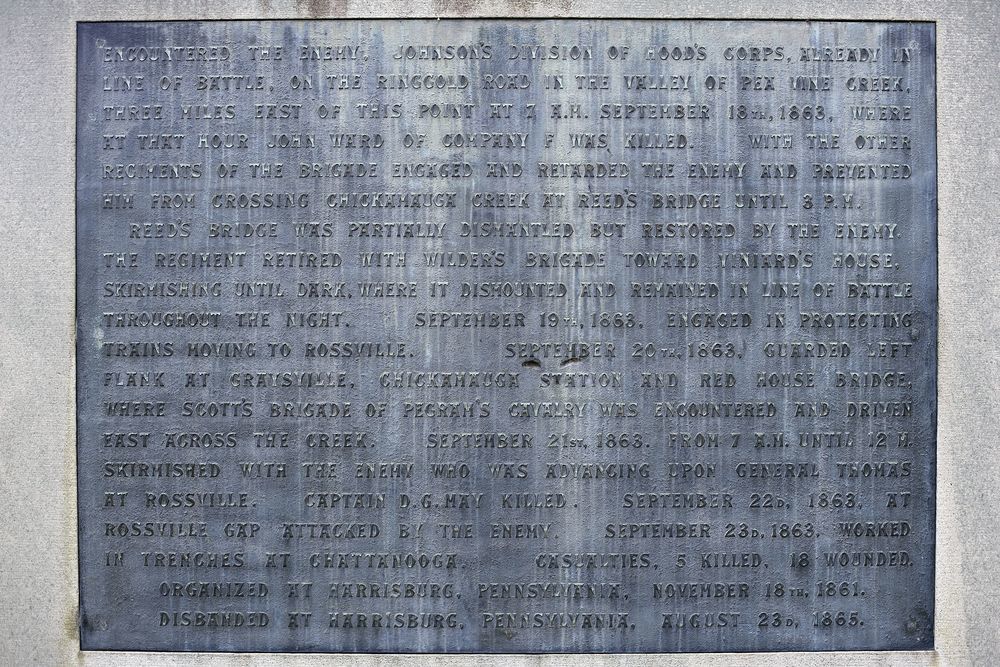 ENCOUNTERED THE ENEMY, JOHNSON'S DIVISION OF HOOD'S CORPS, ALREADY IN
LINE OF BATTLE, ON THE RINGGOLD ROAD IN THE VALLEY OF PEA VINE CREEK,
THREE MILES EAST OF THIS POINT AT 7 A.M. SEPTEMBER 18TH, 1863, WHERE
AT THAT HOUR JOHN WARD OF COMPANY F WAS KILLED. WITH THE OTHER
REGIMENTS OF THE BRIGADE ENGAGED AND RETARDED THE ENEMY AND PREVENTED
HIM FROM CROSSING CHICKAMAUGA CREEK AT REED'S BRIDGE UNTIL 3 P.M.
REED'S BRIDGE WAS PARTIALLY DISMANTLED BUT RESTORED BY THE ENEMY.
THE REGIMENT RETIRED WITH WILDER'S BRIGADE TOWARD VINIARD'S HOUSE,
SKIRMISHING UNTIL DARK, WHERE IT DISMOUNTED AND REMAINED IN LINE OF BATTLE
THROUGHOUT THE NIGHT. SEPTEMBER 19TH, 1863, ENGAGED IN PROTECTING
TRAINS MOVING TO ROSSVILLE. SEPTEMBER 20TH, 1863, GUARDED LEFT
FLANK AT GRAYSVILLE, CHICKAMAUGA STATION AND RED HOUSE BRIDGE,
WHERE SCOTT'S BRIGADE OF PEGRAM'S CAVALRY WAS ENCOUNTERED AND DRIVEN
EAST ACROSS THE CREEK. SEPTEMBER 21ST, 1863. FROM 7 A.M. UNTIL 12 M.
SKIRMISHED WITH THE ENEMY WHO WAS ADVANCING UPON GENERAL THOMAS
AT ROSSVILLE. CAPTAIN D.G. MAY KILLED. SEPTEMBER 22D, 1863, AT
ROSSVILLE GAP ATTACKED BY THE ENEMY. SEPTEMBER 23D, 1863, WORKED
IN TRENCHES AT CHATTANOOGA. CASUALTIES, 5 KILLED, 18 WOUNDED.
ORGANIZED AT HARRISBURG, PENNSYLVANIA, NOVEMBER 18TH, 1861.
DISBANDED AT HARRISBURG, PENNSYLVANIA, AUGUST 23D, 1865.